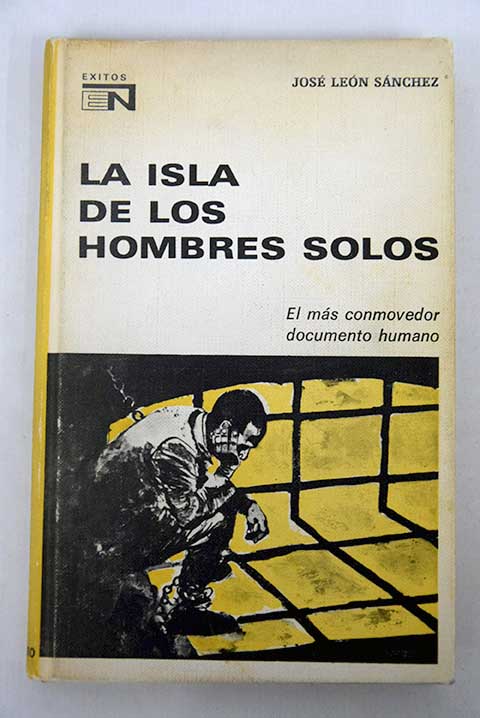 EXITOS
EN
JOSÉ LEÓN SÁNCHEZ
LA ISLA
DE LOS
HOMBRES SOLOS
El más conmovedor
documento humano